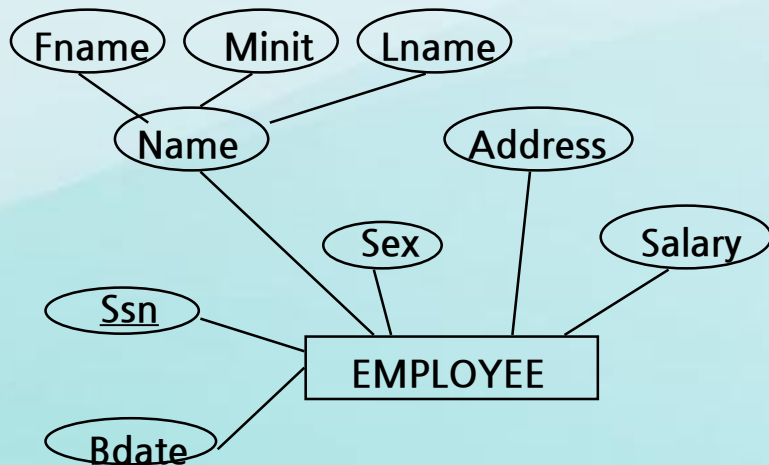 Fname Minit Lname
Name Address
Sex Salary
Ssn
EMPLOYEE
Bdate